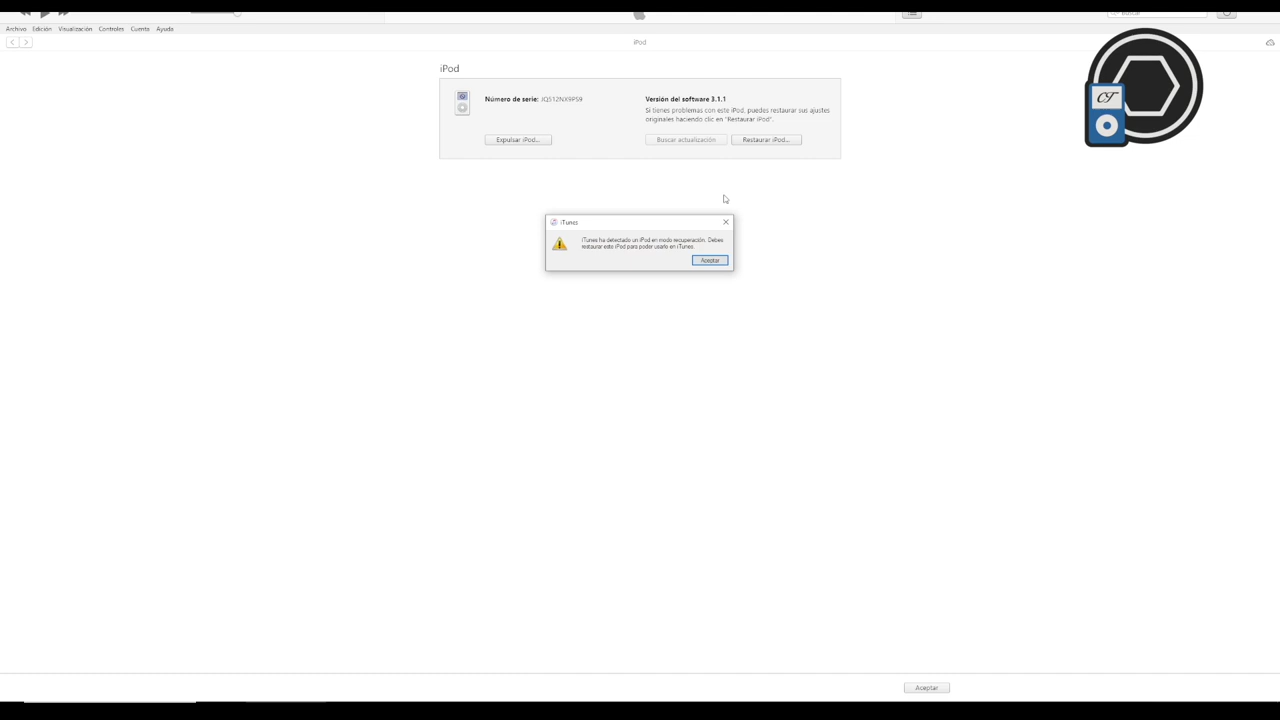 Buscar
Archivo Edición Visualización Controles Cuenta Ayuda
iPod
iPod
Número de serie: JQ512NX9PS9
Versión del software 3.1.1
Si tienes problemas con este iPod, puedes restaurar sus ajustes
originales haciendo clic en "Restaurar iPod".
Expulsar iPod...
Buscar actualización
Restaurar iPod...
CT
iTunes
iTunes ha detectado un iPod en modo recuperación. Debes
restaurar este iPod para poder usarlo en iTunes.
Aceptar
Aceptar